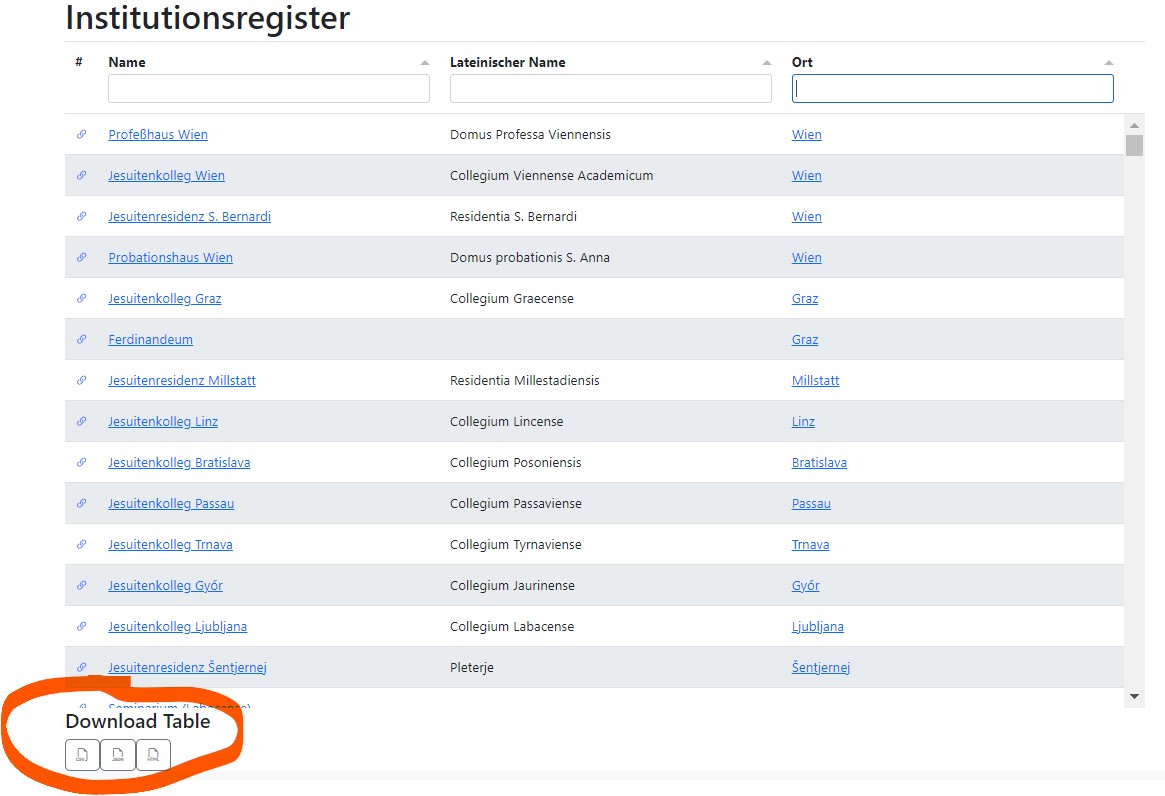 Institutionsregister
# Name Lateinischer Name Ort
Profeßhaus Wien Domus Professa Viennensis Wien
Jesuitenkolleg Wien Collegium Viennense Academicum Wien
Jesuitenresidenz S. Bernardi Residentia S. Bernardi Wien
Probationshaus Wien Domus probationis S. Anna Wien
Jesuitenkolleg Graz Collegium Graecense Graz
Ferdinandeum Graz
Jesuitenresidenz Millstatt Residentia Millestadiensis Millstatt
Jesuitenkolleg Linz Collegium Lincense Linz
Jesuitenkolleg Bratislava Collegium Posoniensis Bratislava
Jesuitenkolleg Passau Collegium Passaviense Passau
Jesuitenkolleg Trnava Collegium Tyrnaviense Trnava
Jesuitenkolleg Győr Collegium Jaurinense Győr
Jesuitenkolleg Ljubljana Collegium Labacense Ljubljana
Jesuitenresidenz Šentjernej Pleterje Šentjernej
Seminarium (Labacense)
Download Table
CSV JSON HTML